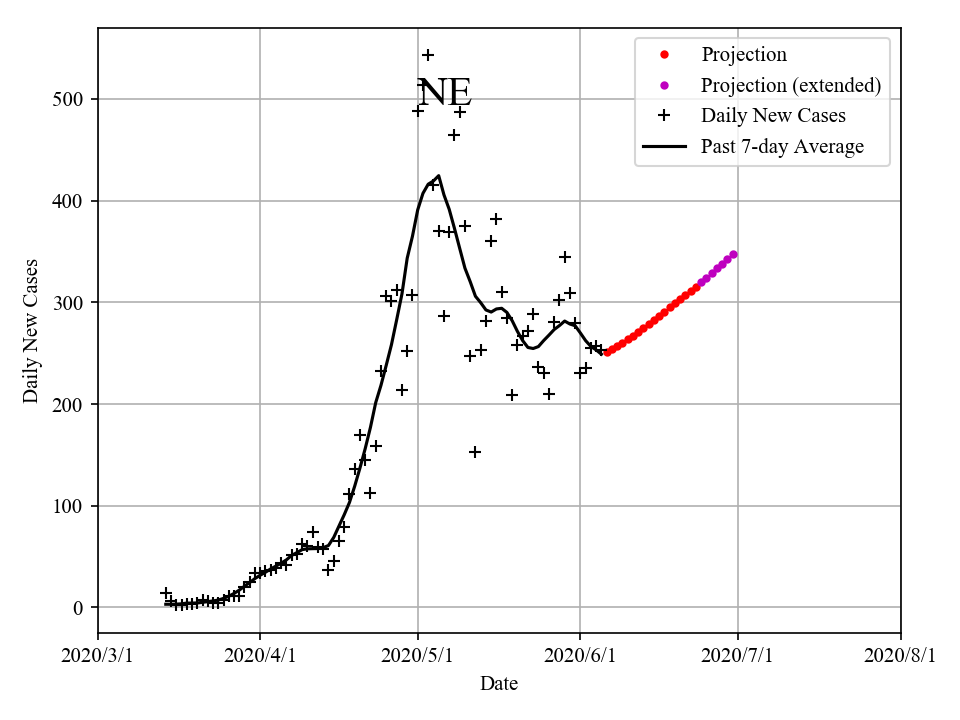 NE
Projection
Projection (extended)
Daily New Cases
Past 7-day Average
Daily New Cases
500
400
300
200
100
0
2020/3/1 2020/4/1 2020/5/1 2020/6/1 2020/7/1 2020/8/1
Date